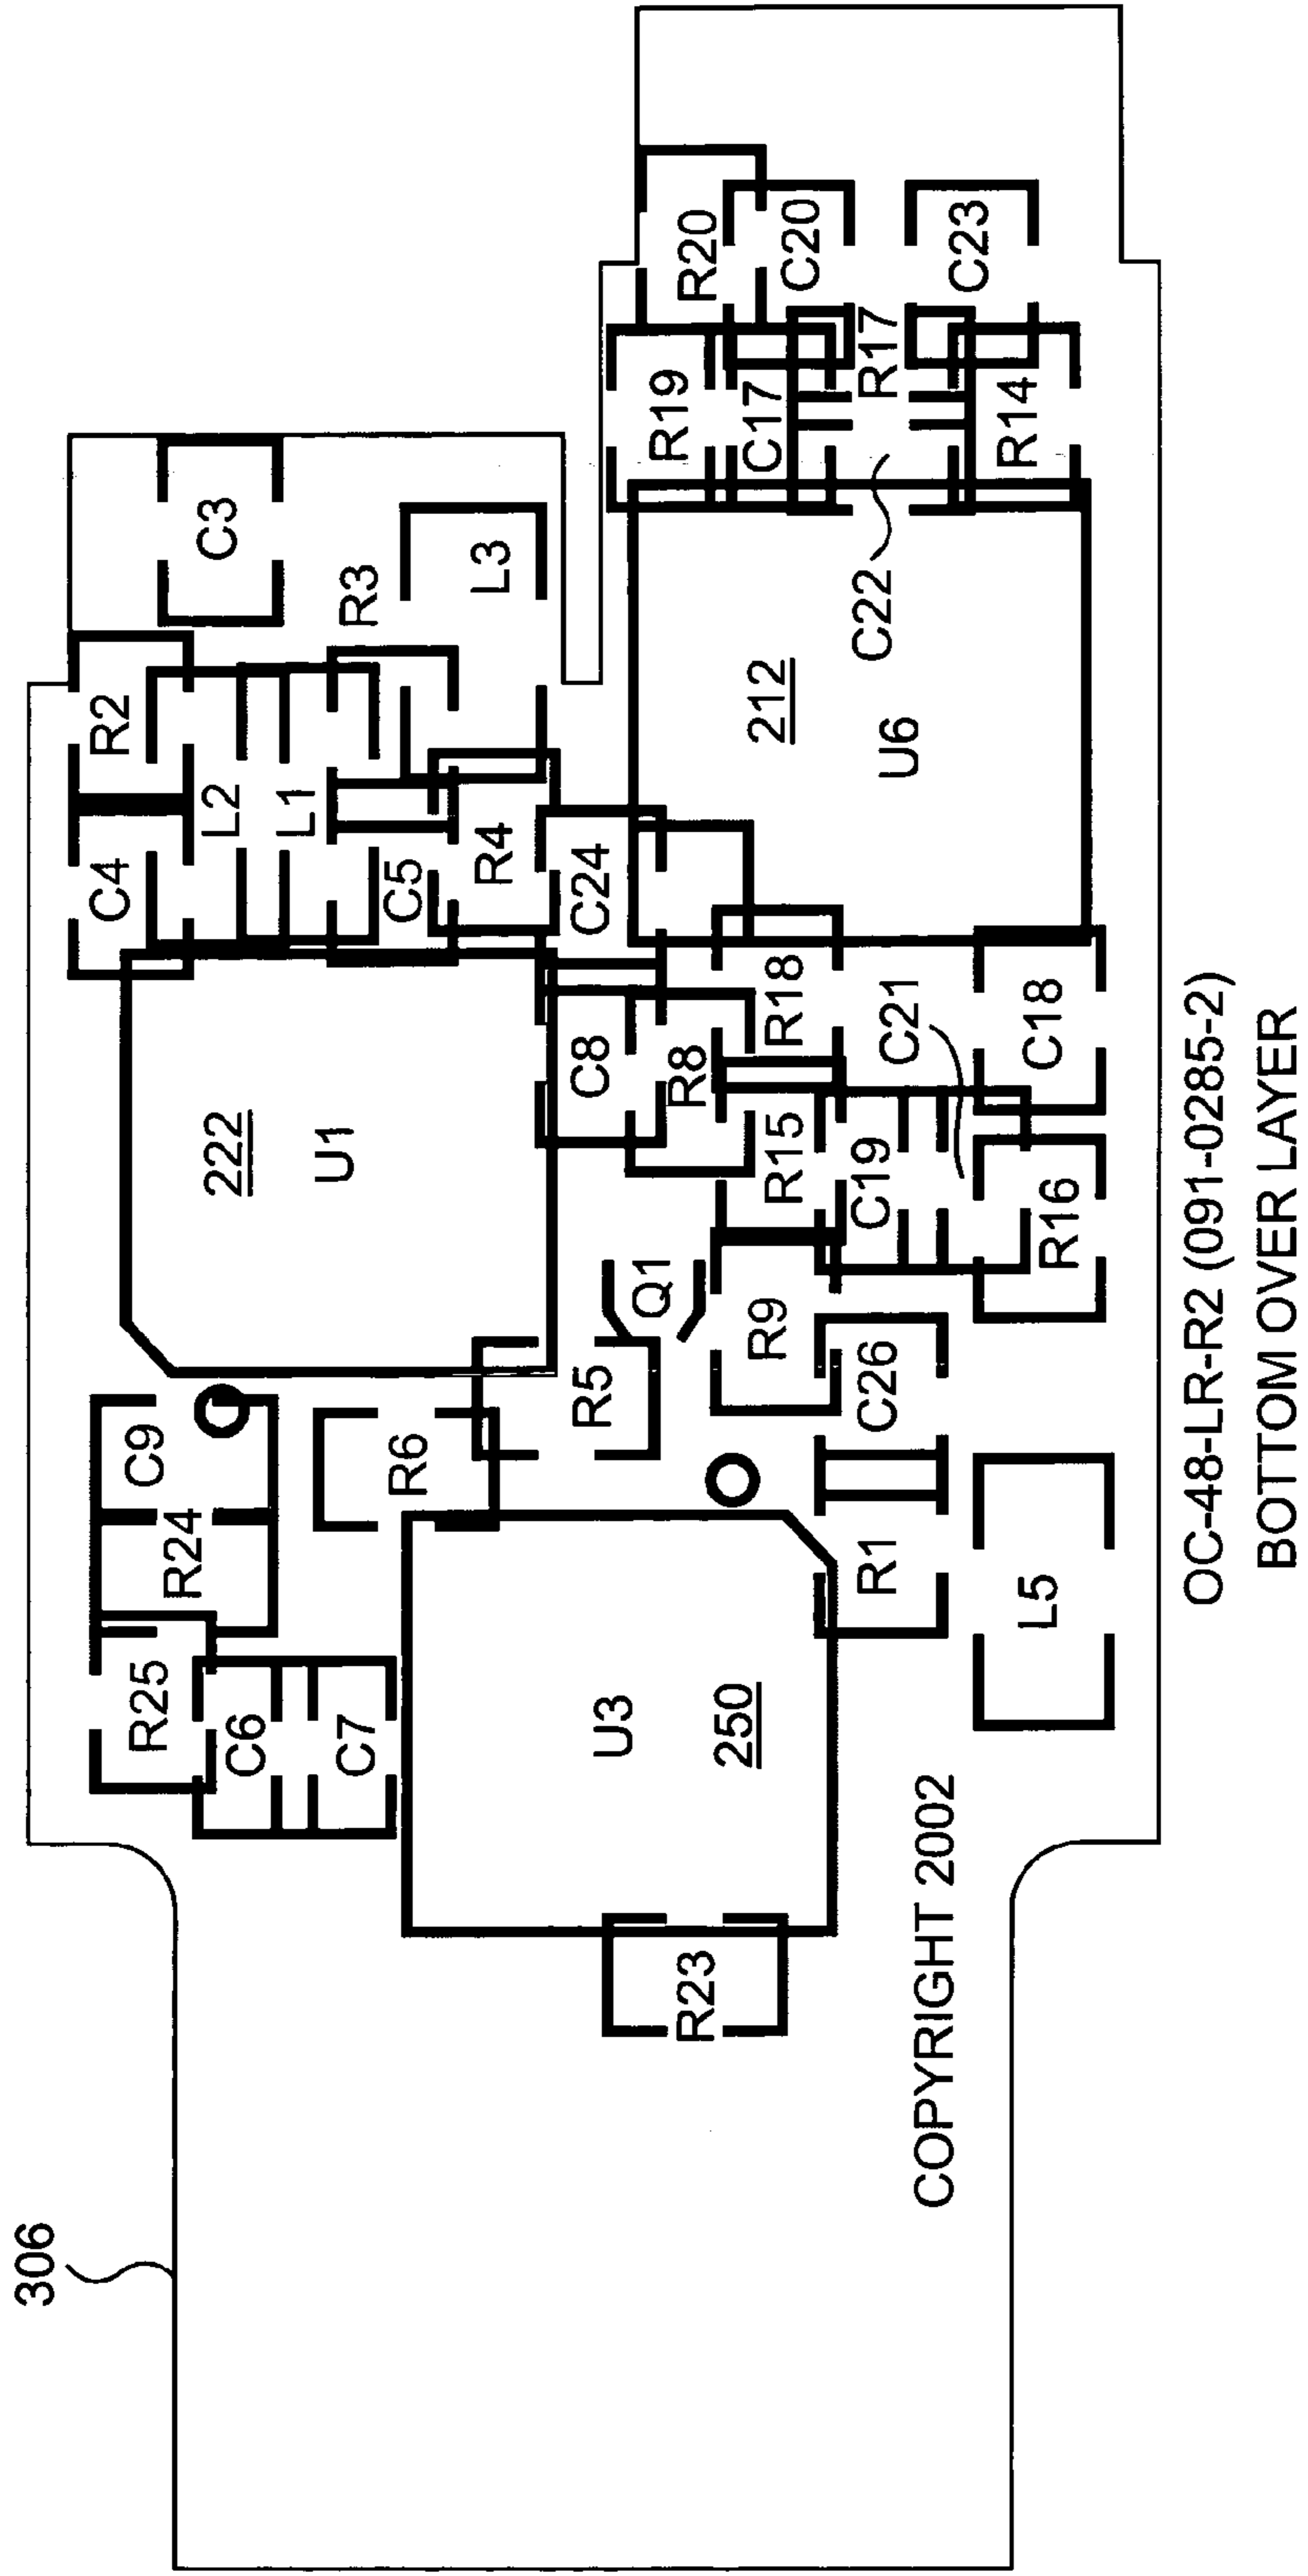 306
R25
C6
C7
R24
C9
R6
R5
U3
250
R23
COPYRIGHT 2002
R1
L5
C26
R9
Q1
222
U1
C8
R8
R15
R18
C19
C21
R16
C18
C4
R2
L2
L1
C5
R4
C24
C3
R3
L3
212
U6
C22
R19
C17
R17
R14
R20
C20
C23
OC-48-LR-R2 (091-0285-2)
BOTTOM OVER LAYER